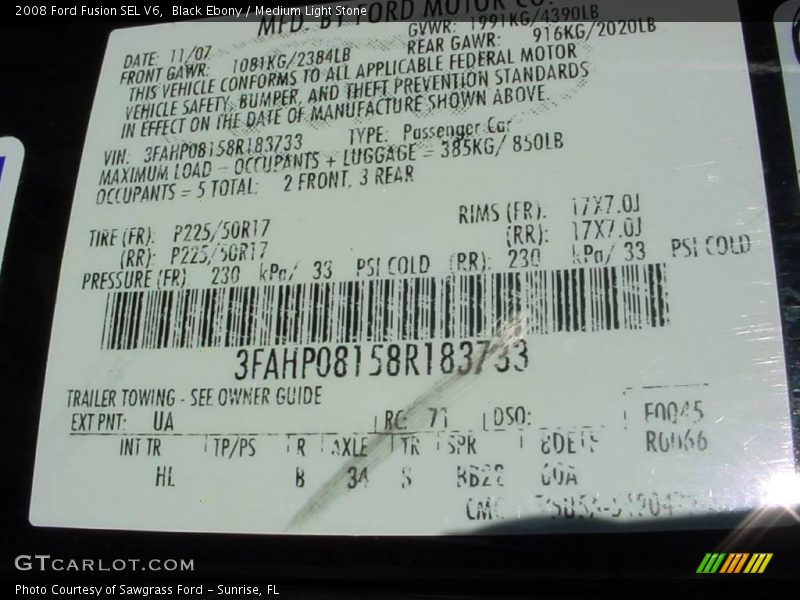 2008 Ford Fusion SEL V6, Black Ebony / Medium Light Stone
MFD. BY FORD MOTOR CO.
DATE: 11/07 GVWR: 1991KG/4390LB
FRONT GAWR: 1081KG/2384LB REAR GAWR: 916KG/2020LB
THIS VEHICLE CONFORMS TO ALL APPLICABLE FEDERAL MOTOR
VEHICLE SAFETY, BUMPER, AND THEFT PREVENTION STANDARDS
IN EFFECT ON THE DATE OF MANUFACTURE SHOWN ABOVE.
VIN: 3FAHP08158R183733 TYPE: Passenger Car
MAXIMUM LOAD - OCCUPANTS + LUGGAGE = 385KG/ 850LB
OCCUPANTS = 5 TOTAL: 2 FRONT, 3 REAR
TIRE (FR): P225/50R17 RIMS (FR): 17X7.0J
(RR): P225/50R17 (RR): 17X7.0J
PRESSURE (FR) 230 kPa/ 33 PSI COLD (RR): 230 kPa/ 33 PSI COLD
3FAHP08158R183733
TRAILER TOWING - SEE OWNER GUIDE
EXT PNT: UA RC: 71 DSO: F0045
INT TR TP/PS R AXLE TR SPR R0066
HL B 34 S BB22
GTCARLOT.COM
Photo Courtesy of Sawgrass Ford - Sunrise, FL